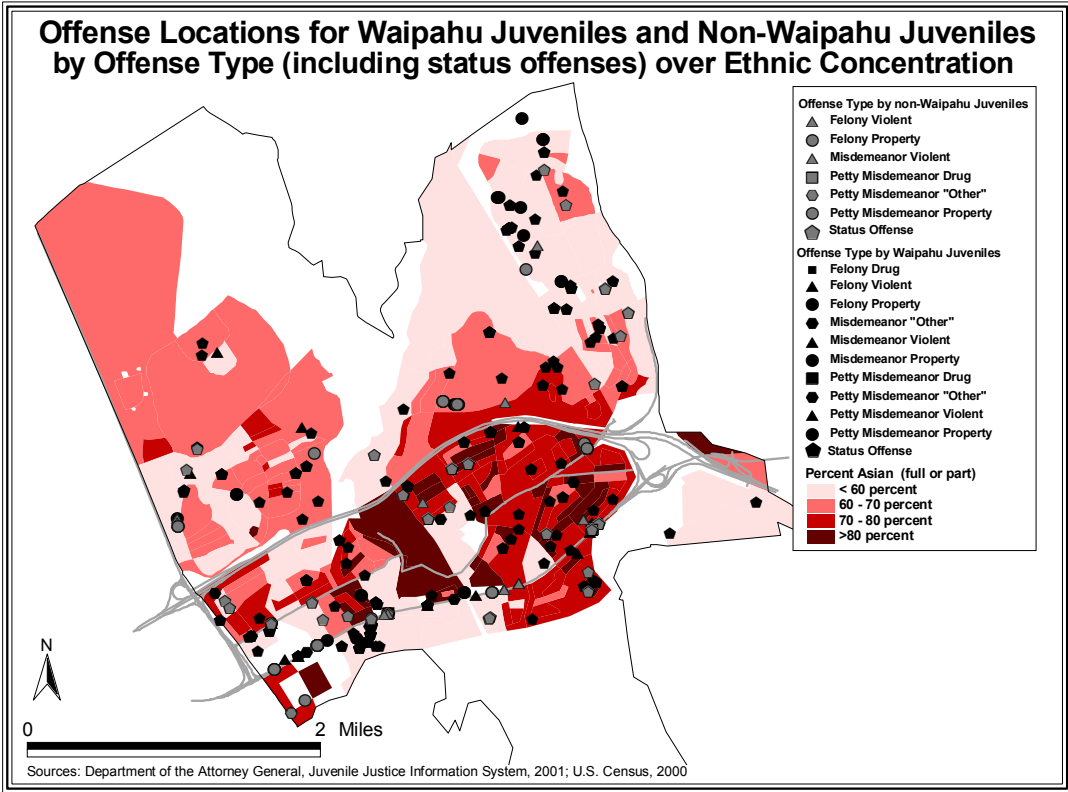 Offense Locations for Waipahu Juveniles and Non-Waipahu Juveniles
by Offense Type (including status offenses) over Ethnic Concentration
Offense Type by non-Waipahu Juveniles
Felony Violent
Felony Property
Misdemeanor Violent
Petty Misdemeanor Drug
Petty Misdemeanor "Other"
Petty Misdemeanor Property
Status Offense
Offense Type by Waipahu Juveniles
Felony Drug
Felony Violent
Felony Property
Misdemeanor "Other"
Misdemeanor Violent
Misdemeanor Property
Petty Misdemeanor Drug
Petty Misdemeanor "Other"
Petty Misdemeanor Violent
Petty Misdemeanor Property
Status Offense
Percent Asian (full or part)
< 60 percent
60 - 70 percent
70 - 80 percent
>80 percent
N
0 2 Miles
Sources: Department of the Attorney General, Juvenile Justice Information System, 2001; U.S. Census, 2000